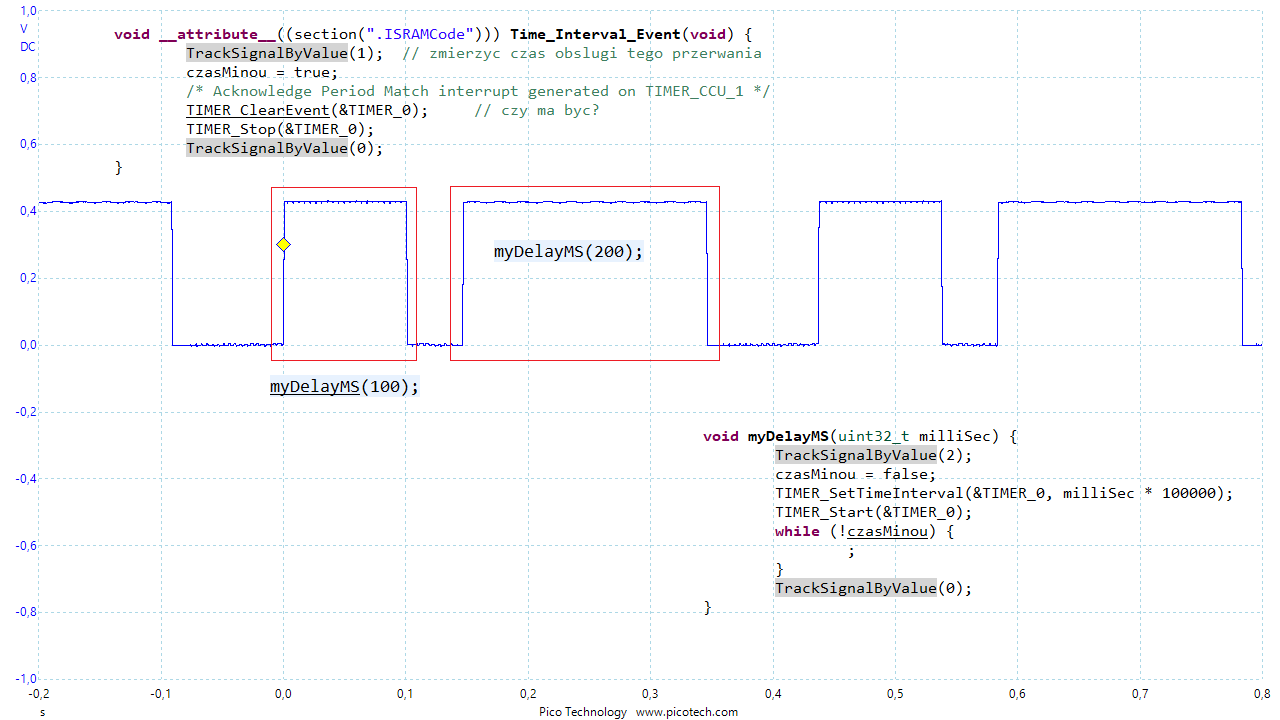 1,0
V
DC
void __attribute__((section(".ISRAMCode"))) Time_Interval_Event(void) {
TrackSignalByValue(1);  // zmierzyc czas obslugi tego przerwania
0,8
czasMinou = true;
/* Acknowledge Period Match interrupt generated on TIMER_CCU_1 */
TIMER_ClearEvent(&TIMER_0);     // czy ma byc?
TIMER_Stop(&TIMER_0);
0,6
TrackSignalByValue(0);
}
0,4
myDelayMS(200);
0,2
0,0
myDelayMS(100);
-0,2
void myDelayMS(uint32_t milliSec) {
TrackSignalByValue(2);
-0,4
czasMinou = false;
TIMER_SetTimeInterval(&TIMER_0, milliSec * 100000);
TIMER_Start(&TIMER_0);
while (!czasMinou) {
-0,6
;
}
TrackSignalByValue(0);
}
-0,8
-1,0
-0,2 -0,1 0,0 0,1 0,2 0,3 0,4 0,5 0,6 0,7 0,8
s
Pico Technology www.picotech.com